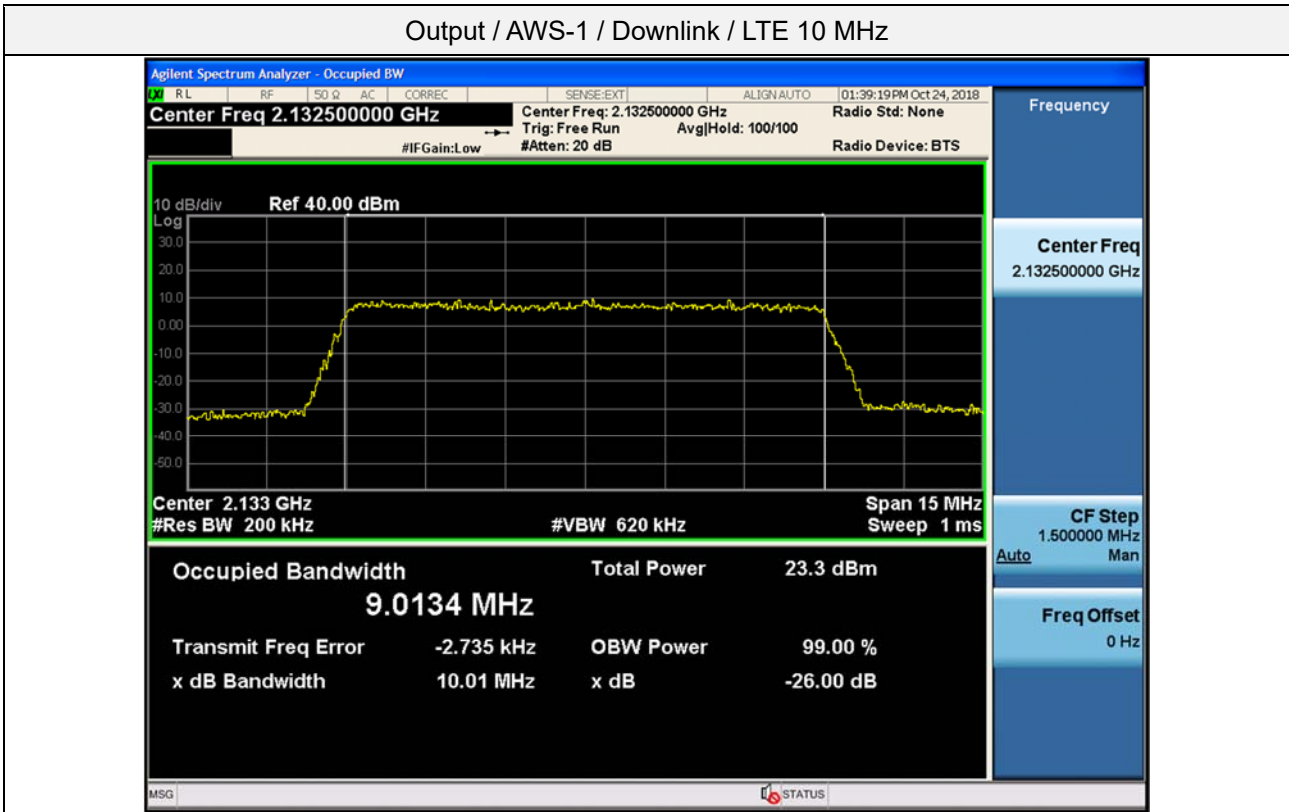 Output / AWS-1 / Downlink / LTE 10 MHz
Agilent Spectrum Analyzer - Occupied BW
LXI RL RF 50 Ω AC CORREC SENSE:EXT ALIGN AUTO 01:39:19 PM Oct 24, 2018
Center Freq 2.132500000 GHz
Center Freq: 2.132500000 GHz
Radio Std: None
Trig: Free Run Avg|Hold: 100/100
#IFGain:Low
#Atten: 20 dB
Radio Device: BTS
10 dB/div Ref 40.00 dBm
Log
30.0
20.0
10.0
0.00
-10.0
-20.0
-30.0
-40.0
-50.0
Center 2.133 GHz Span 15 MHz
#Res BW 200 kHz #VBW 620 kHz Sweep 1 ms
Occupied Bandwidth Total Power 23.3 dBm
9.0134 MHz
Transmit Freq Error -2.735 kHz OBW Power 99.00 %
x dB Bandwidth 10.01 MHz x dB -26.00 dB
Frequency
Center Freq
2.132500000 GHz
CF Step
1.500000 MHz
Auto Man
Freq Offset
0 Hz
MSG STATUS